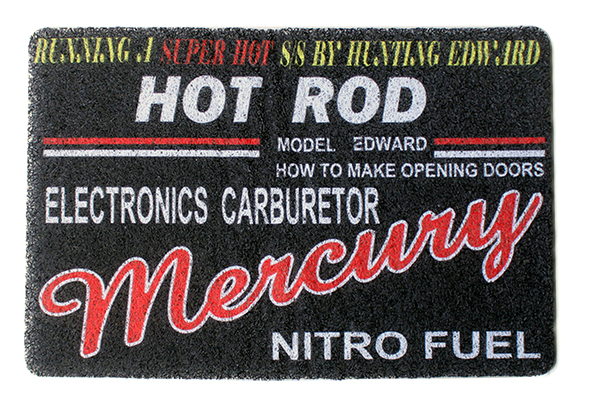 RUNNING A SUPER HOT S/S BY HUNTING EDWARD
HOT ROD
MODEL EDWARD
HOW TO MAKE OPENING DOORS
ELECTRONICS CARBURETOR
Mercury
NITRO FUEL